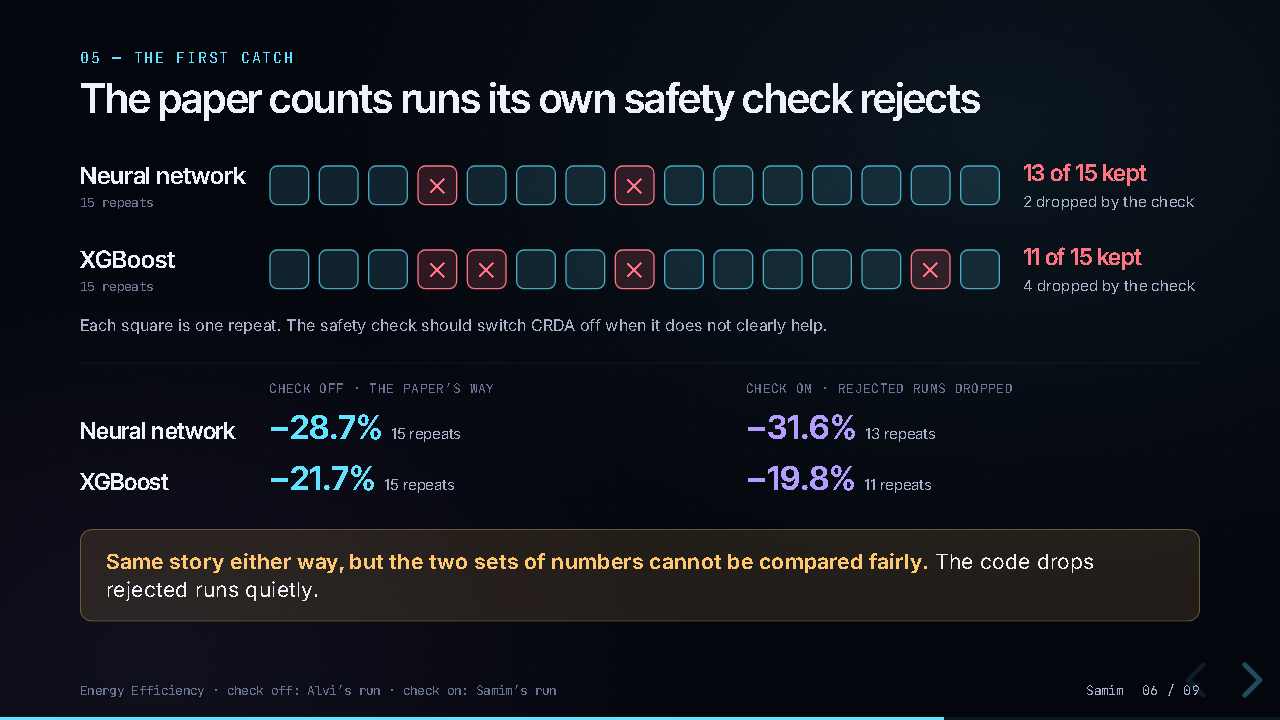 05 — THE FIRST CATCH
The paper counts runs its own safety check rejects
Neural network
15 repeats
13 of 15 kept
2 dropped by the check
XGBoost
15 repeats
11 of 15 kept
4 dropped by the check
Each square is one repeat. The safety check should switch CRDA off when it does not clearly help.
CHECK OFF · THE PAPER'S WAY
CHECK ON · REJECTED RUNS DROPPED
Neural network
−28.7% 15 repeats
−31.6% 13 repeats
XGBoost
−21.7% 15 repeats
−19.8% 11 repeats
Same story either way, but the two sets of numbers cannot be compared fairly. The code drops
rejected runs quietly.
Energy Efficiency · check off: Alvi's run · check on: Samim's run
Samim 06 / 09